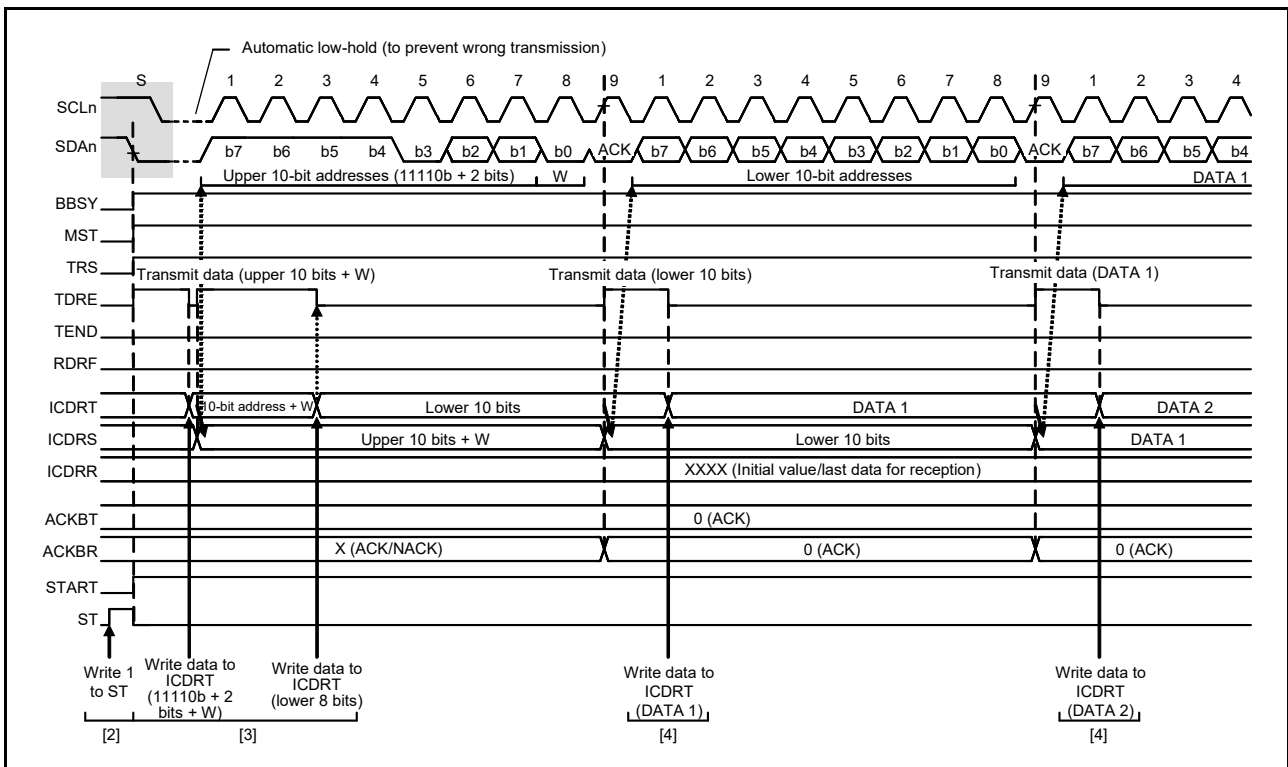 Automatic low-hold (to prevent wrong transmission)
S 1 2 3 4 5 6 7 8 9 1 2 3 4 5 6 7 8 9 1 2 3 4
SCLn
SDAn b7 b6 b5 b4 b3 b2 b1 b0 ACK b7 b6 b5 b4 b3 b2 b1 b0 ACK b7 b6 b5 b4
Upper 10-bit addresses (11110b + 2 bits) W Lower 10-bit addresses DATA 1
BBSY
MST
TRS
Transmit data (upper 10 bits + W) Transmit data (lower 10 bits) Transmit data (DATA 1)
TDRE
TEND
RDRF
ICDRT 10-bit address + W Lower 10 bits DATA 1 DATA 2
ICDRS Upper 10 bits + W Lower 10 bits DATA 1
ICDRR XXXX (Initial value/last data for reception)
ACKBT 0 (ACK)
ACKBR X (ACK/NACK) 0 (ACK) 0 (ACK)
START
ST
Write 1
to ST
Write data to
ICDRT
(11110b + 2
bits + W)
Write data to
ICDRT
(lower 8 bits)
Write data to
ICDRT
(DATA 1)
Write data to
ICDRT
(DATA 2)
[2] [3] [4] [4]